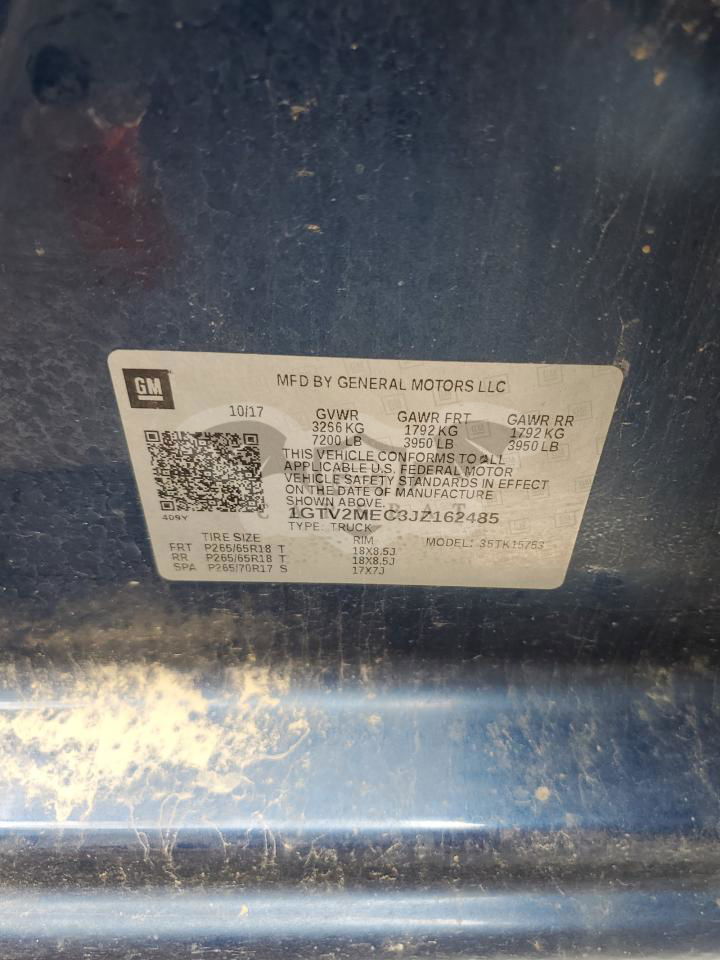 GM
MFD BY GENERAL MOTORS LLC
10/17 GVWR GAWR FRT GAWR RR
3266 KG 1792 KG 1792 KG
7200 LB 3950 LB 3950 LB
THIS VEHICLE CONFORMS TO ALL
APPLICABLE U.S. FEDERAL MOTOR
VEHICLE SAFETY STANDARDS IN EFFECT
ON THE DATE OF MANUFACTURE
SHOWN ABOVE.
1GTV2MEC3JZ162485
409Y
TYPE: TRUCK
TIRE SIZE RIM MODEL: 35TK15753
FRT P265/65R18 T 18X8.5J
RR P265/65R18 T 18X8.5J
SPA P265/70R17 S 17X7J